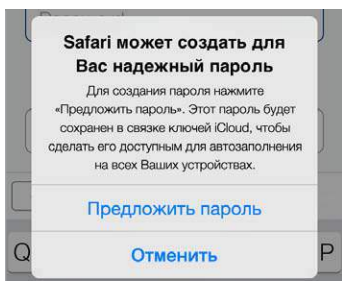 Password
Safari может создать для
Вас надежный пароль
Для создания пароля нажмите
«Предложить пароль». Этот пароль будет
сохранен в связке ключей iCloud, чтобы
сделать его доступным для автозаполнения
на всех Ваших устройствах.
Предложить пароль
Отменить
Q P